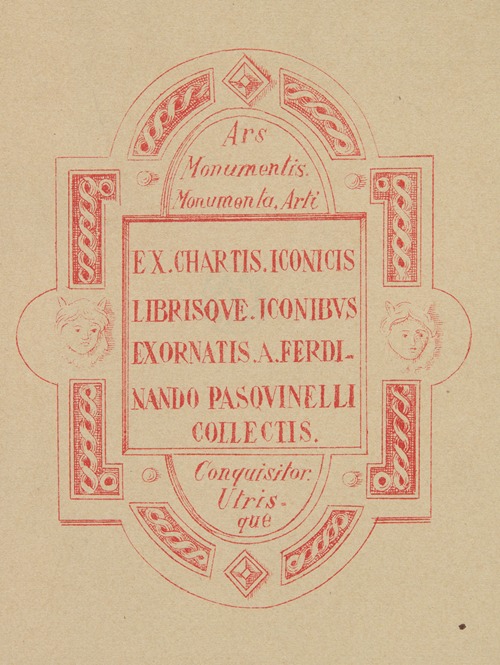 Ars
Monumentis.
Monumenta, Arti
EX. CHARTIS. ICONICIS
LIBRISQVE. ICONIBVS
EXORNATIS. A. FERDI-
NANDO PASQVINELLI
COLLECTIS.
Conquisitor.
Utris-
que